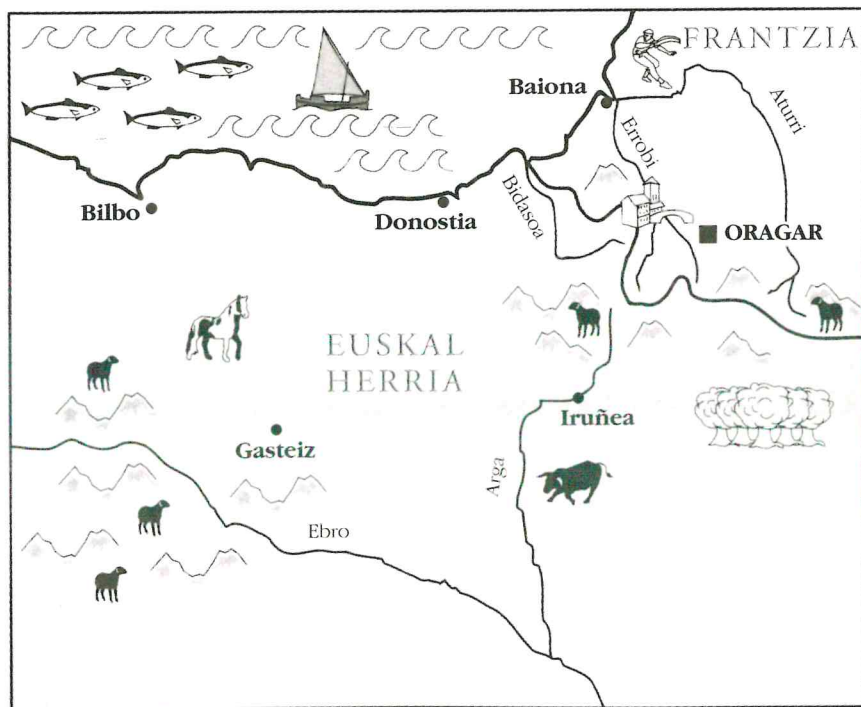 FRANTZIA
Baiona
Aturri
Errobi
Bilbo
Donostia
Bidasoa
ORAGAR
EUSKAL
HERRIA
Iruñea
Gasteiz
Arga
Ebro